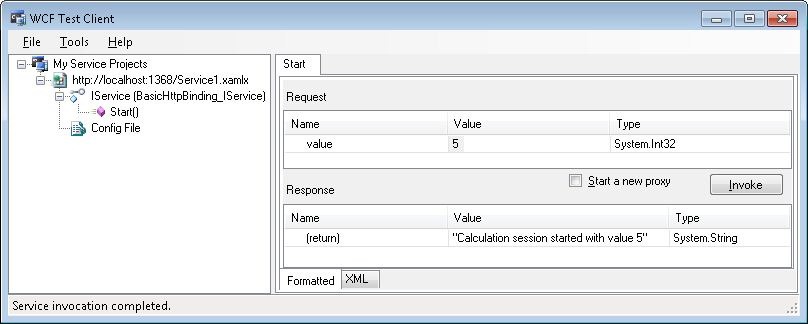 WCF Test Client
File Tools Help
My Service Projects
http://localhost:1368/Service1.xamlx
IService (BasicHttpBinding_IService)
Start()
Config File
Start
Request
Name Value Type
value 5 System.Int32
Start a new proxy Invoke
Response
Name Value Type
(return) "Calculation session started with value 5" System.String
Formatted XML
Service invocation completed.